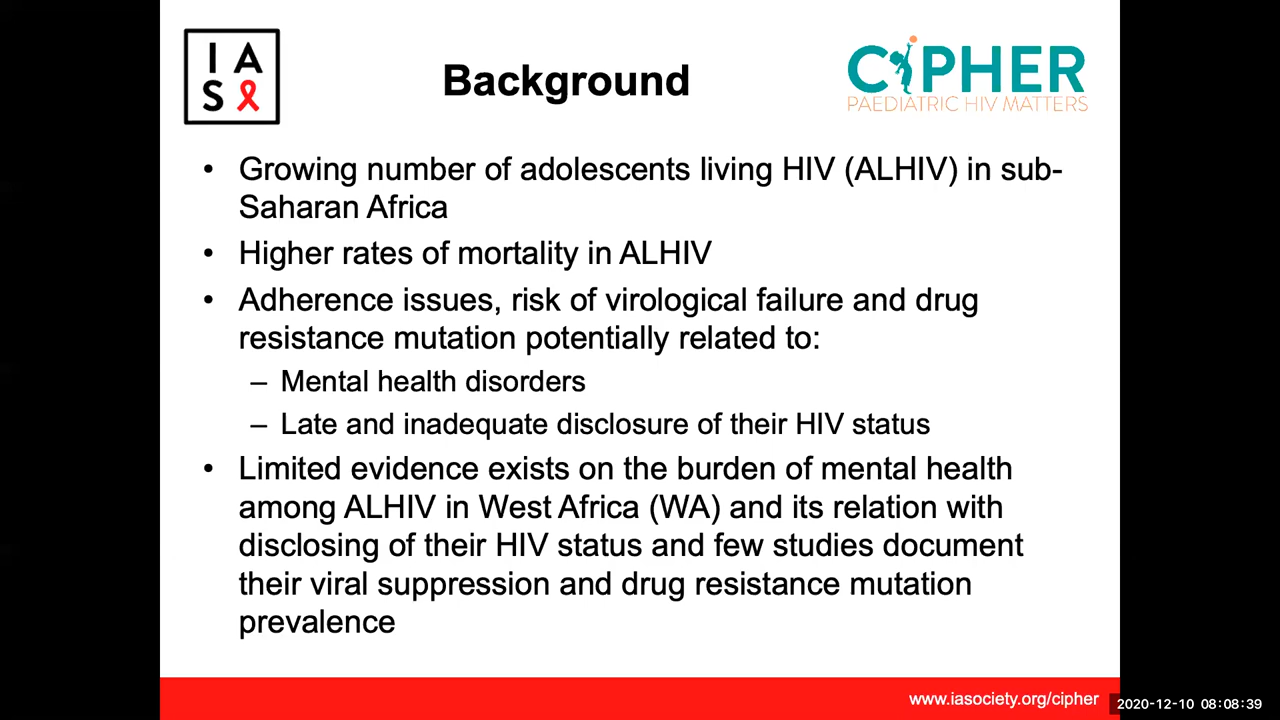 IA
S
Background
CIPHER
PAEDIATRIC HIV MATTERS
• Growing number of adolescents living HIV (ALHIV) in sub-
Saharan Africa
• Higher rates of mortality in ALHIV
• Adherence issues, risk of virological failure and drug
resistance mutation potentially related to:
– Mental health disorders
– Late and inadequate disclosure of their HIV status
• Limited evidence exists on the burden of mental health
among ALHIV in West Africa (WA) and its relation with
disclosing of their HIV status and few studies document
their viral suppression and drug resistance mutation
prevalence
www.iasociety.org/cipher
2020-12-10 08:08:39